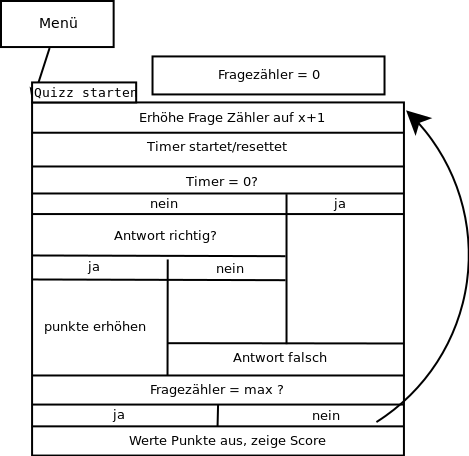 Menü
Fragezähler = 0
Quizz starten
Erhöhe Frage Zähler auf x+1
Timer startet/resettet
Timer = 0?
nein ja
Antwort richtig?
ja nein
punkte erhöhen
Antwort falsch
Fragezähler = max ?
ja nein
Werte Punkte aus, zeige Score